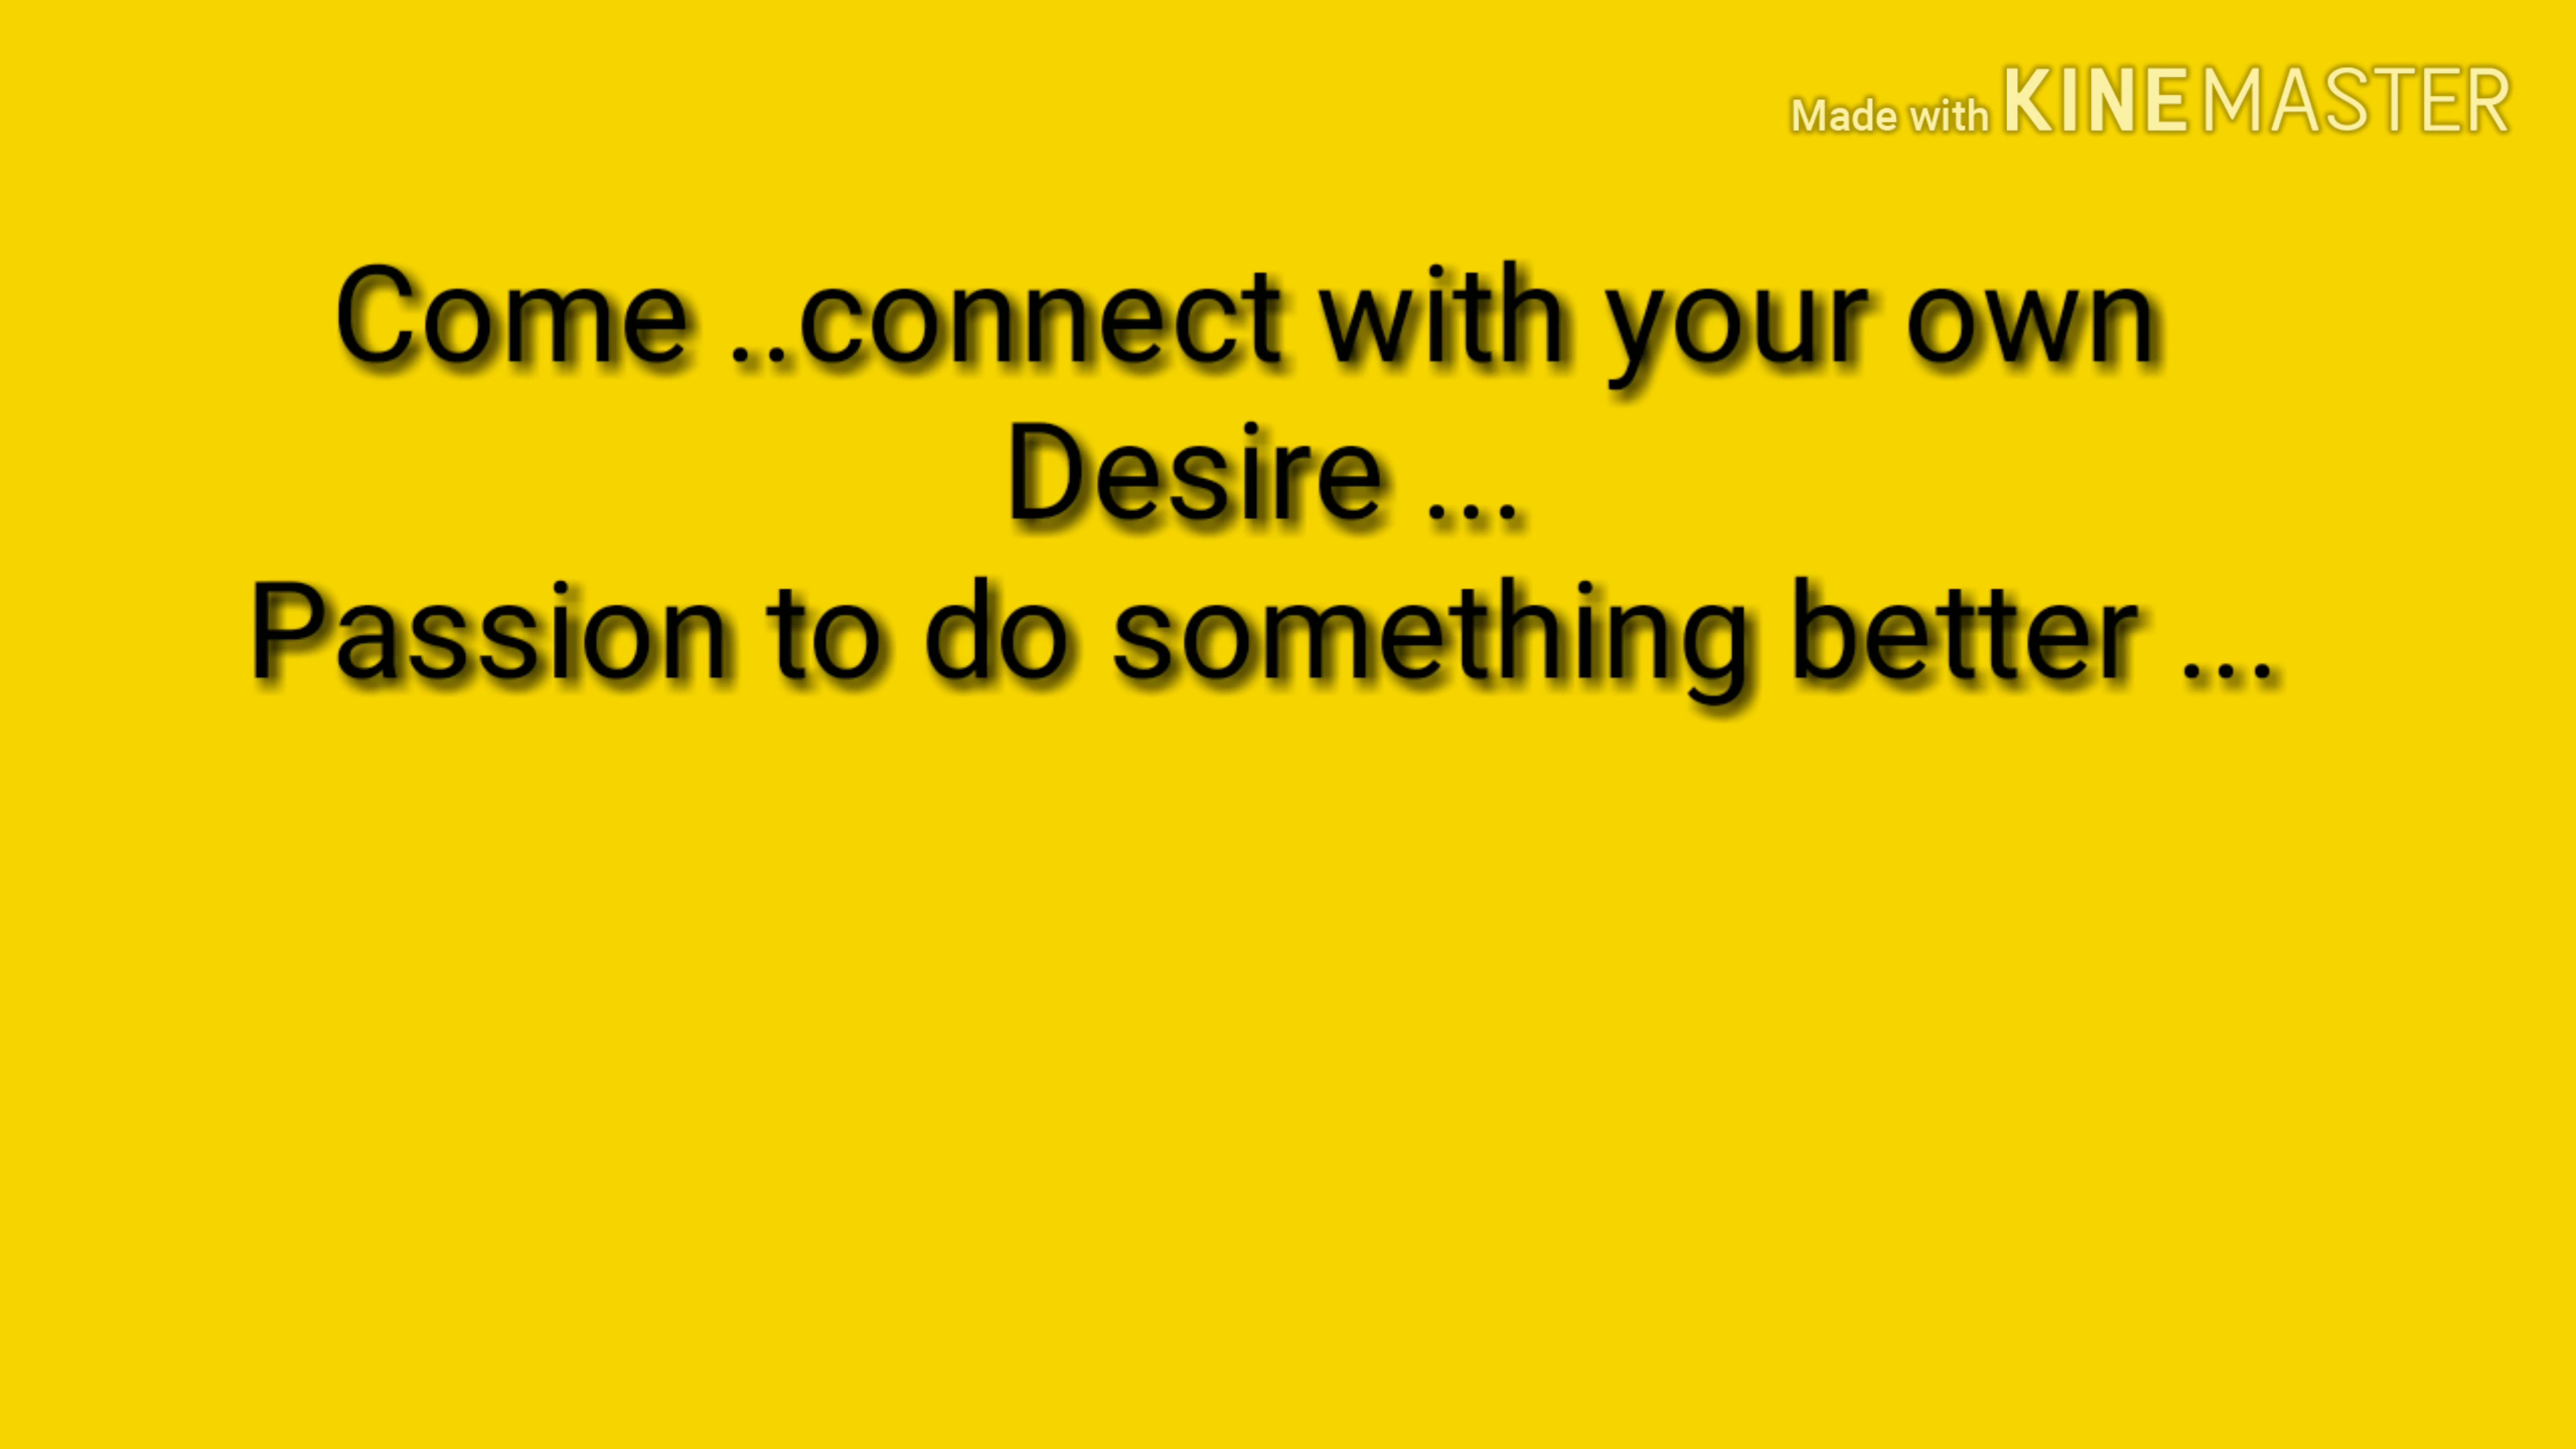 Made with KINEMASTER
Come ..connect with your own
Desire ...
Passion to do something better ...